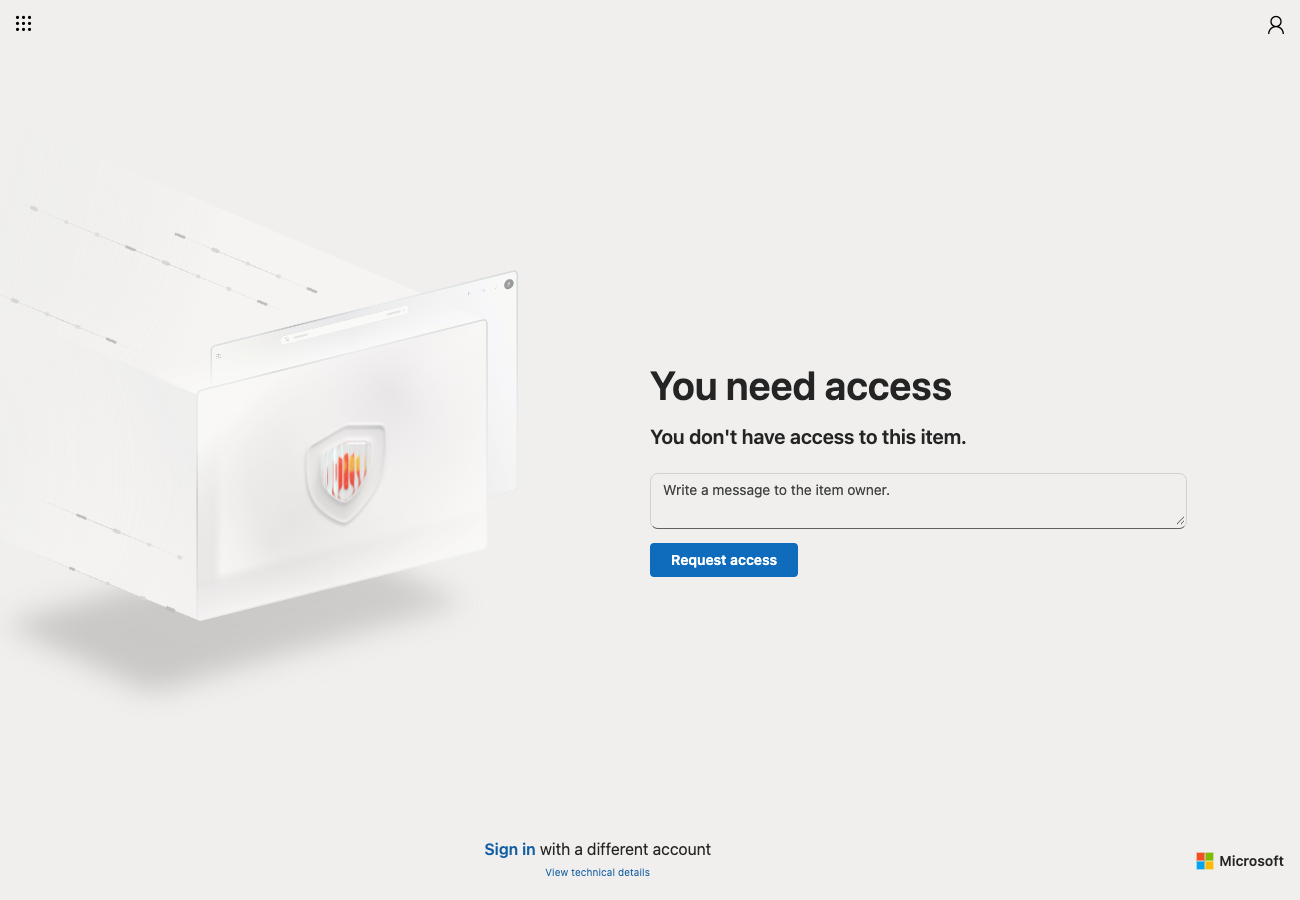 You need access
You don't have access to this item.
Write a message to the item owner.
Request access
Sign in with a different account
View technical details
Microsoft